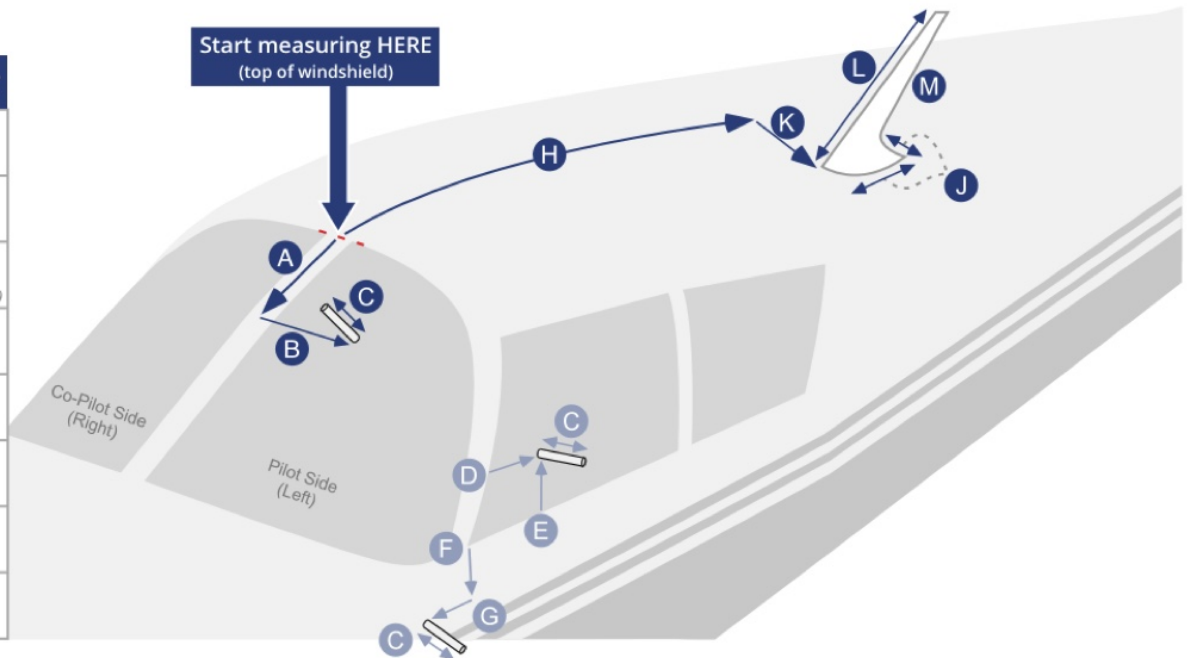 Start measuring HERE
(top of windshield)
L
M
K
H
J
A
C
B
Co-Pilot Side
(Right)
C
Pilot Side
(Left)
D
E
F
G
C